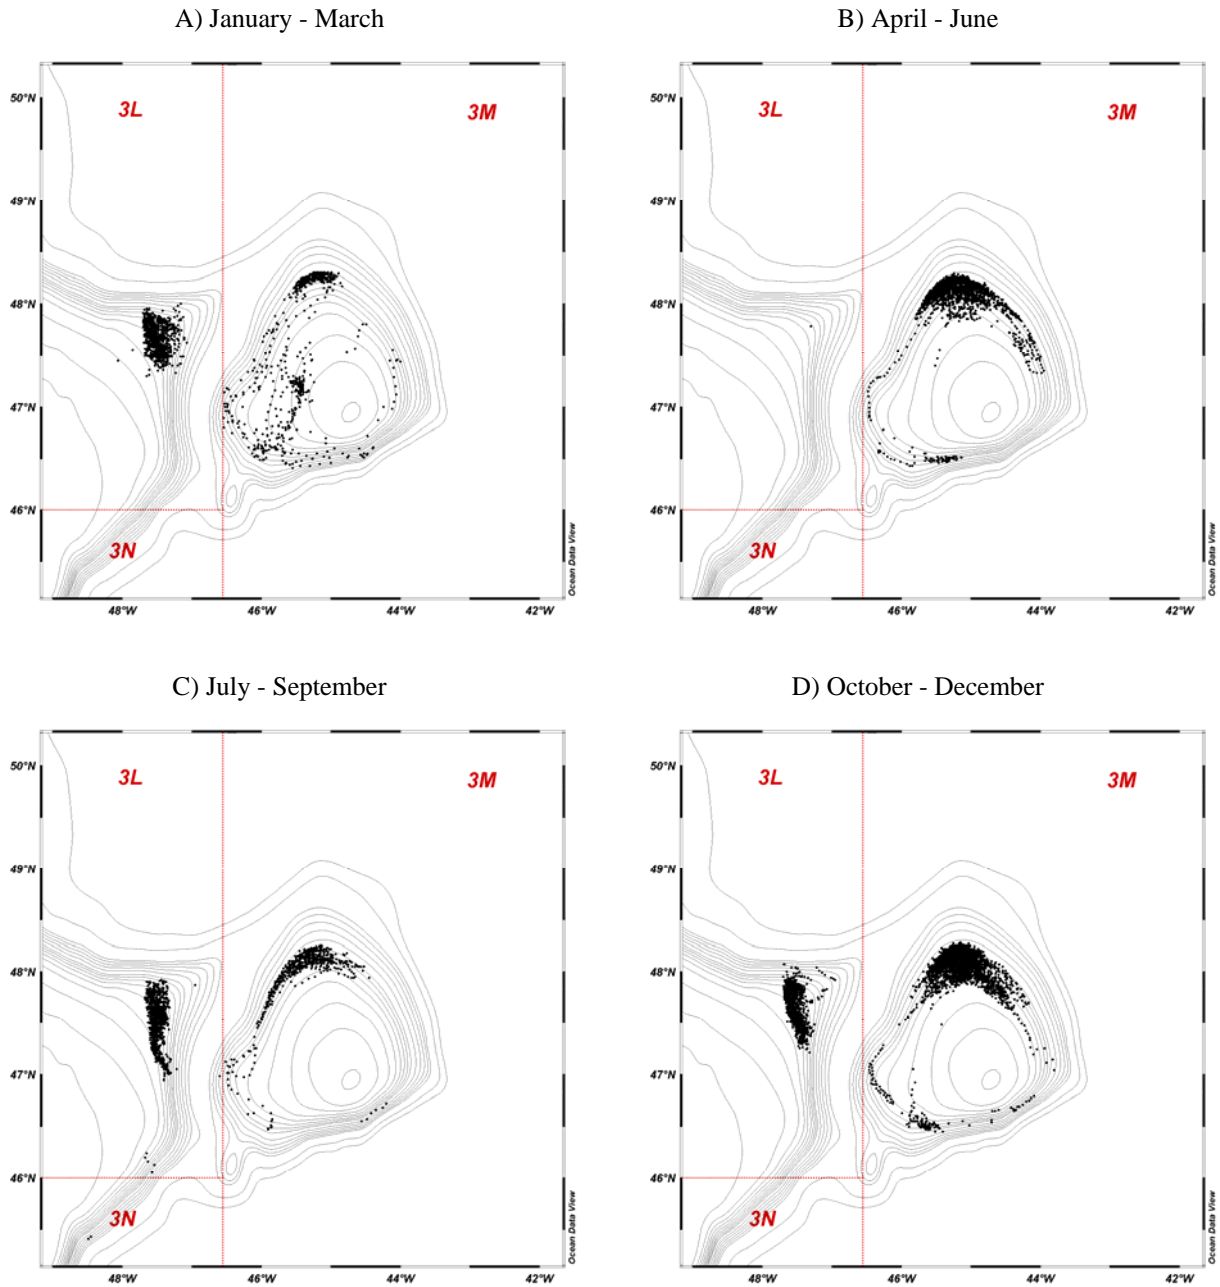 A) January - March
B) April - June
50°N
3L
3M
49°N
48°N
47°N
46°N
3N
Ocean Data View
48°W
46°W
44°W
42°W
50°N
3L
3M
49°N
48°N
47°N
46°N
3N
Ocean Data View
48°W
46°W
44°W
42°W
C) July - September
D) October - December
50°N
3L
3M
49°N
48°N
47°N
46°N
3N
Ocean Data View
48°W
46°W
44°W
42°W
50°N
3L
3M
49°N
48°N
47°N
46°N
3N
Ocean Data View
48°W
46°W
44°W
42°W